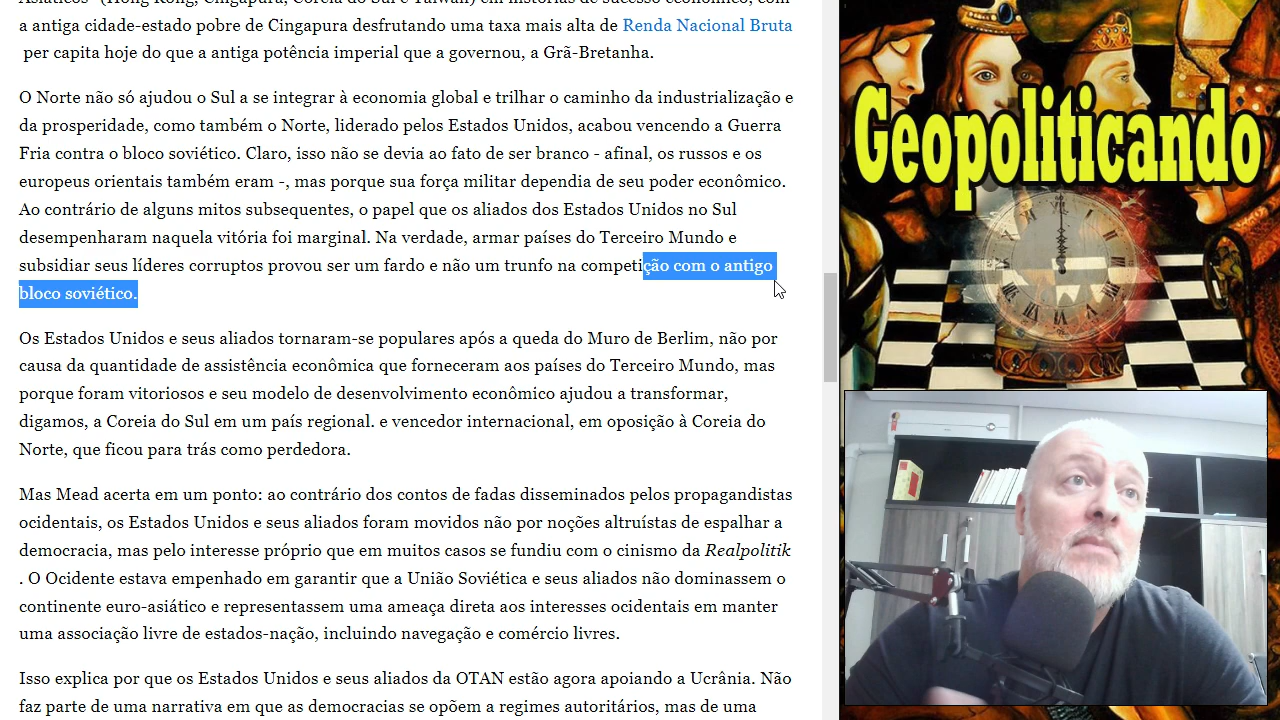 Asiáticos" (Hong Kong, Cingapura, Coreia do Sul e Taiwan) em histórias de sucesso econômico, com
a antiga cidade-estado pobre de Cingapura desfrutando uma taxa mais alta de Renda Nacional Bruta
per capita hoje do que a antiga potência imperial que a governou, a Grã-Bretanha.
O Norte não só ajudou o Sul a se integrar à economia global e trilhar o caminho da industrialização e
da prosperidade, como também o Norte, liderado pelos Estados Unidos, acabou vencendo a Guerra
Fria contra o bloco soviético. Claro, isso não se devia ao fato de ser branco - afinal, os russos e os
europeus orientais também eram -, mas porque sua força militar dependia de seu poder econômico.
Ao contrário de alguns mitos subsequentes, o papel que os aliados dos Estados Unidos no Sul
desempenharam naquela vitória foi marginal. Na verdade, armar países do Terceiro Mundo e
subsidiar seus líderes corruptos provou ser um fardo e não um trunfo na competição com o antigo
bloco soviético.
Os Estados Unidos e seus aliados tornaram-se populares após a queda do Muro de Berlim, não por
causa da quantidade de assistência econômica que forneceram aos países do Terceiro Mundo, mas
porque foram vitoriosos e seu modelo de desenvolvimento econômico ajudou a transformar,
digamos, a Coreia do Sul em um país regional. e vencedor internacional, em oposição à Coreia do
Norte, que ficou para trás como perdedora.
Mas Mead acerta em um ponto: ao contrário dos contos de fadas disseminados pelos propagandistas
ocidentais, os Estados Unidos e seus aliados foram movidos não por noções altruístas de espalhar a
democracia, mas pelo interesse próprio que em muitos casos se fundiu com o cinismo da Realpolitik
. O Ocidente estava empenhado em garantir que a União Soviética e seus aliados não dominassem o
continente euro-asiático e representassem uma ameaça direta aos interesses ocidentais em manter
uma associação livre de estados-nação, incluindo navegação e comércio livres.
Isso explica por que os Estados Unidos e seus aliados da OTAN estão agora apoiando a Ucrânia. Não
faz parte de uma narrativa em que as democracias se opõem a regimes autoritários, mas de uma
Geopoliticando